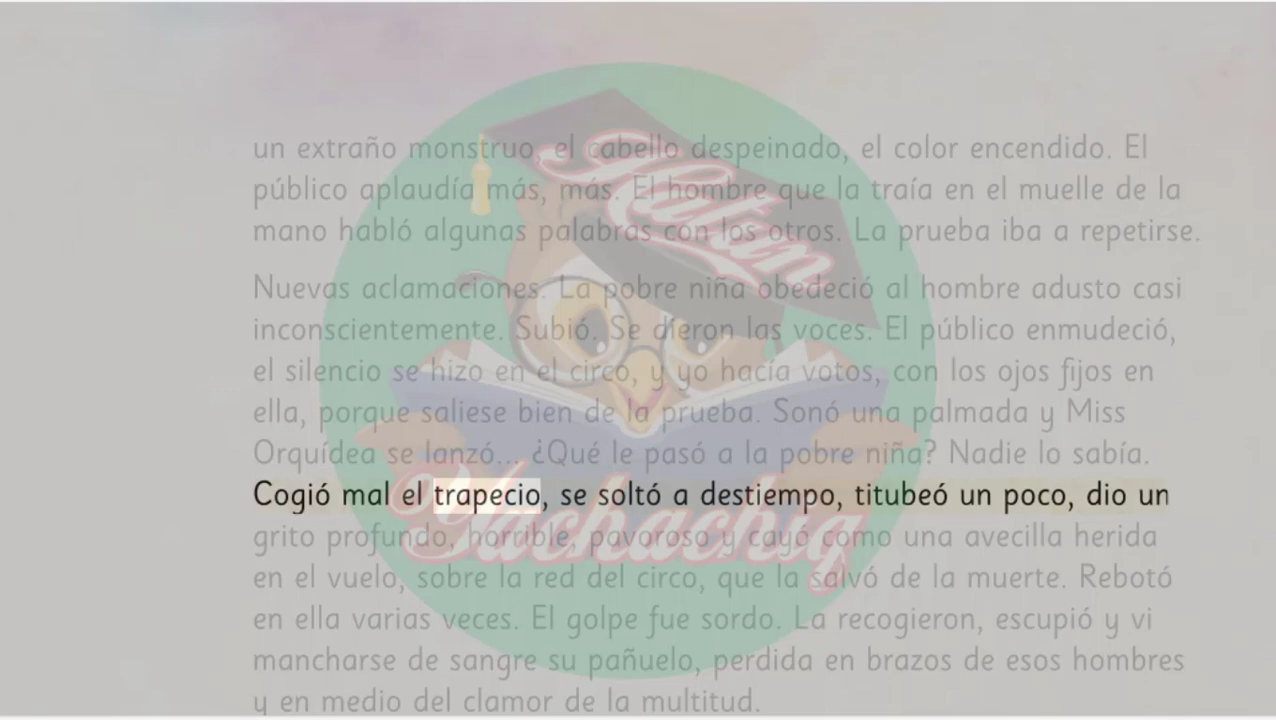 un extraño monstruo, el cabello despeinado, el color encendido. El
público aplaudía más, más. El hombre que la traía en el muelle de la
mano habló algunas palabras con los otros. La prueba iba a repetirse.
Nuevas aclamaciones. La pobre niña obedeció al hombre adusto casi
inconscientemente. Subió. Se dieron las voces. El público enmudeció,
el silencio se hizo en el circo, y yo hacía votos, con los ojos fijos en
ella, porque saliese bien de la prueba. Sonó una palmada y Miss
Orquídea se lanzó... ¿Qué le pasó a la pobre niña? Nadie lo sabía.
Cogió mal el trapecio, se soltó a destiempo, titubeó un poco, dio un
grito profundo, horrible, pavoroso y cayó como una avecilla herida
en el vuelo, sobre la red del circo, que la salvó de la muerte. Rebotó
en ella varias veces. El golpe fue sordo. La recogieron, escupió y vi
mancharse de sangre su pañuelo, perdida en brazos de esos hombres
y en medio del clamor de la multitud.
Hatun
Yachachiq